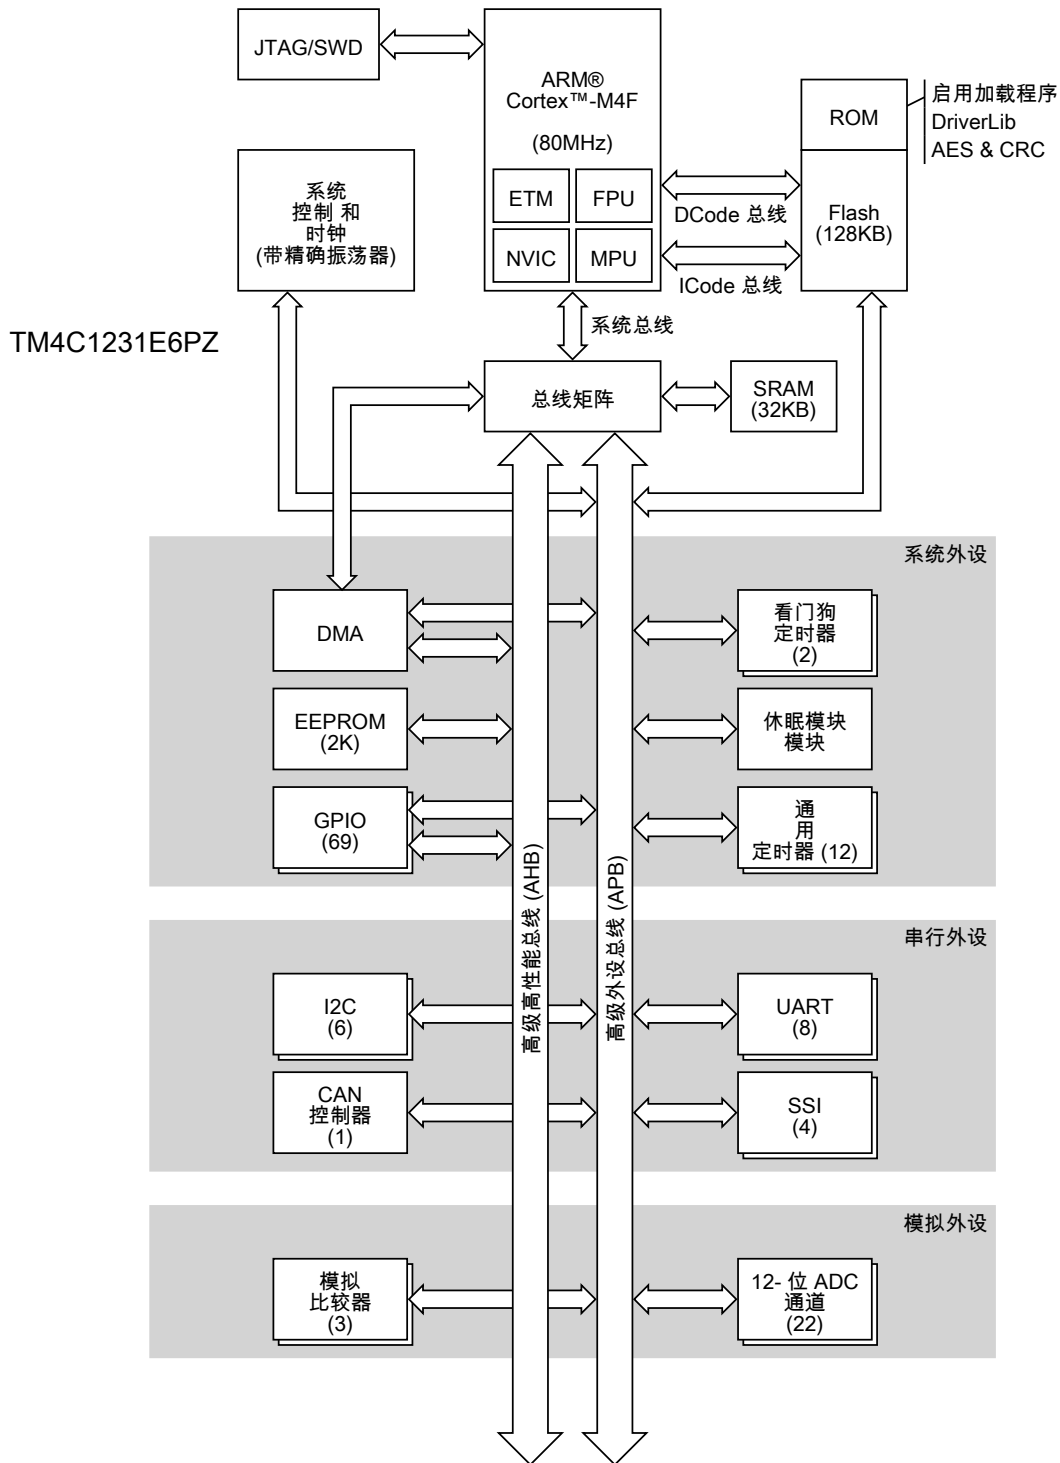 JTAG/SWD
ARM®
Cortex™-M4F
(80MHz)
ETM
FPU
NVIC
MPU
ROM
启用加载程序
DriverLib
AES & CRC
Flash
(128KB)
DCode 总线
ICode 总线
系统
控制 和
时钟
(带精确振荡器)
系统总线
TM4C1231E6PZ
总线矩阵
SRAM
(32KB)
系统外设
DMA
看门狗
定时器
(2)
EEPROM
(2K)
休眠模块
模块
GPIO
(69)
通
用
定时器 (12)
高级高性能总线 (AHB)
高级外设总线 (APB)
串行外设
I2C
(6)
UART
(8)
CAN
控制器
(1)
SSI
(4)
模拟外设
模拟
比较器
(3)
12- 位 ADC
通道
(22)